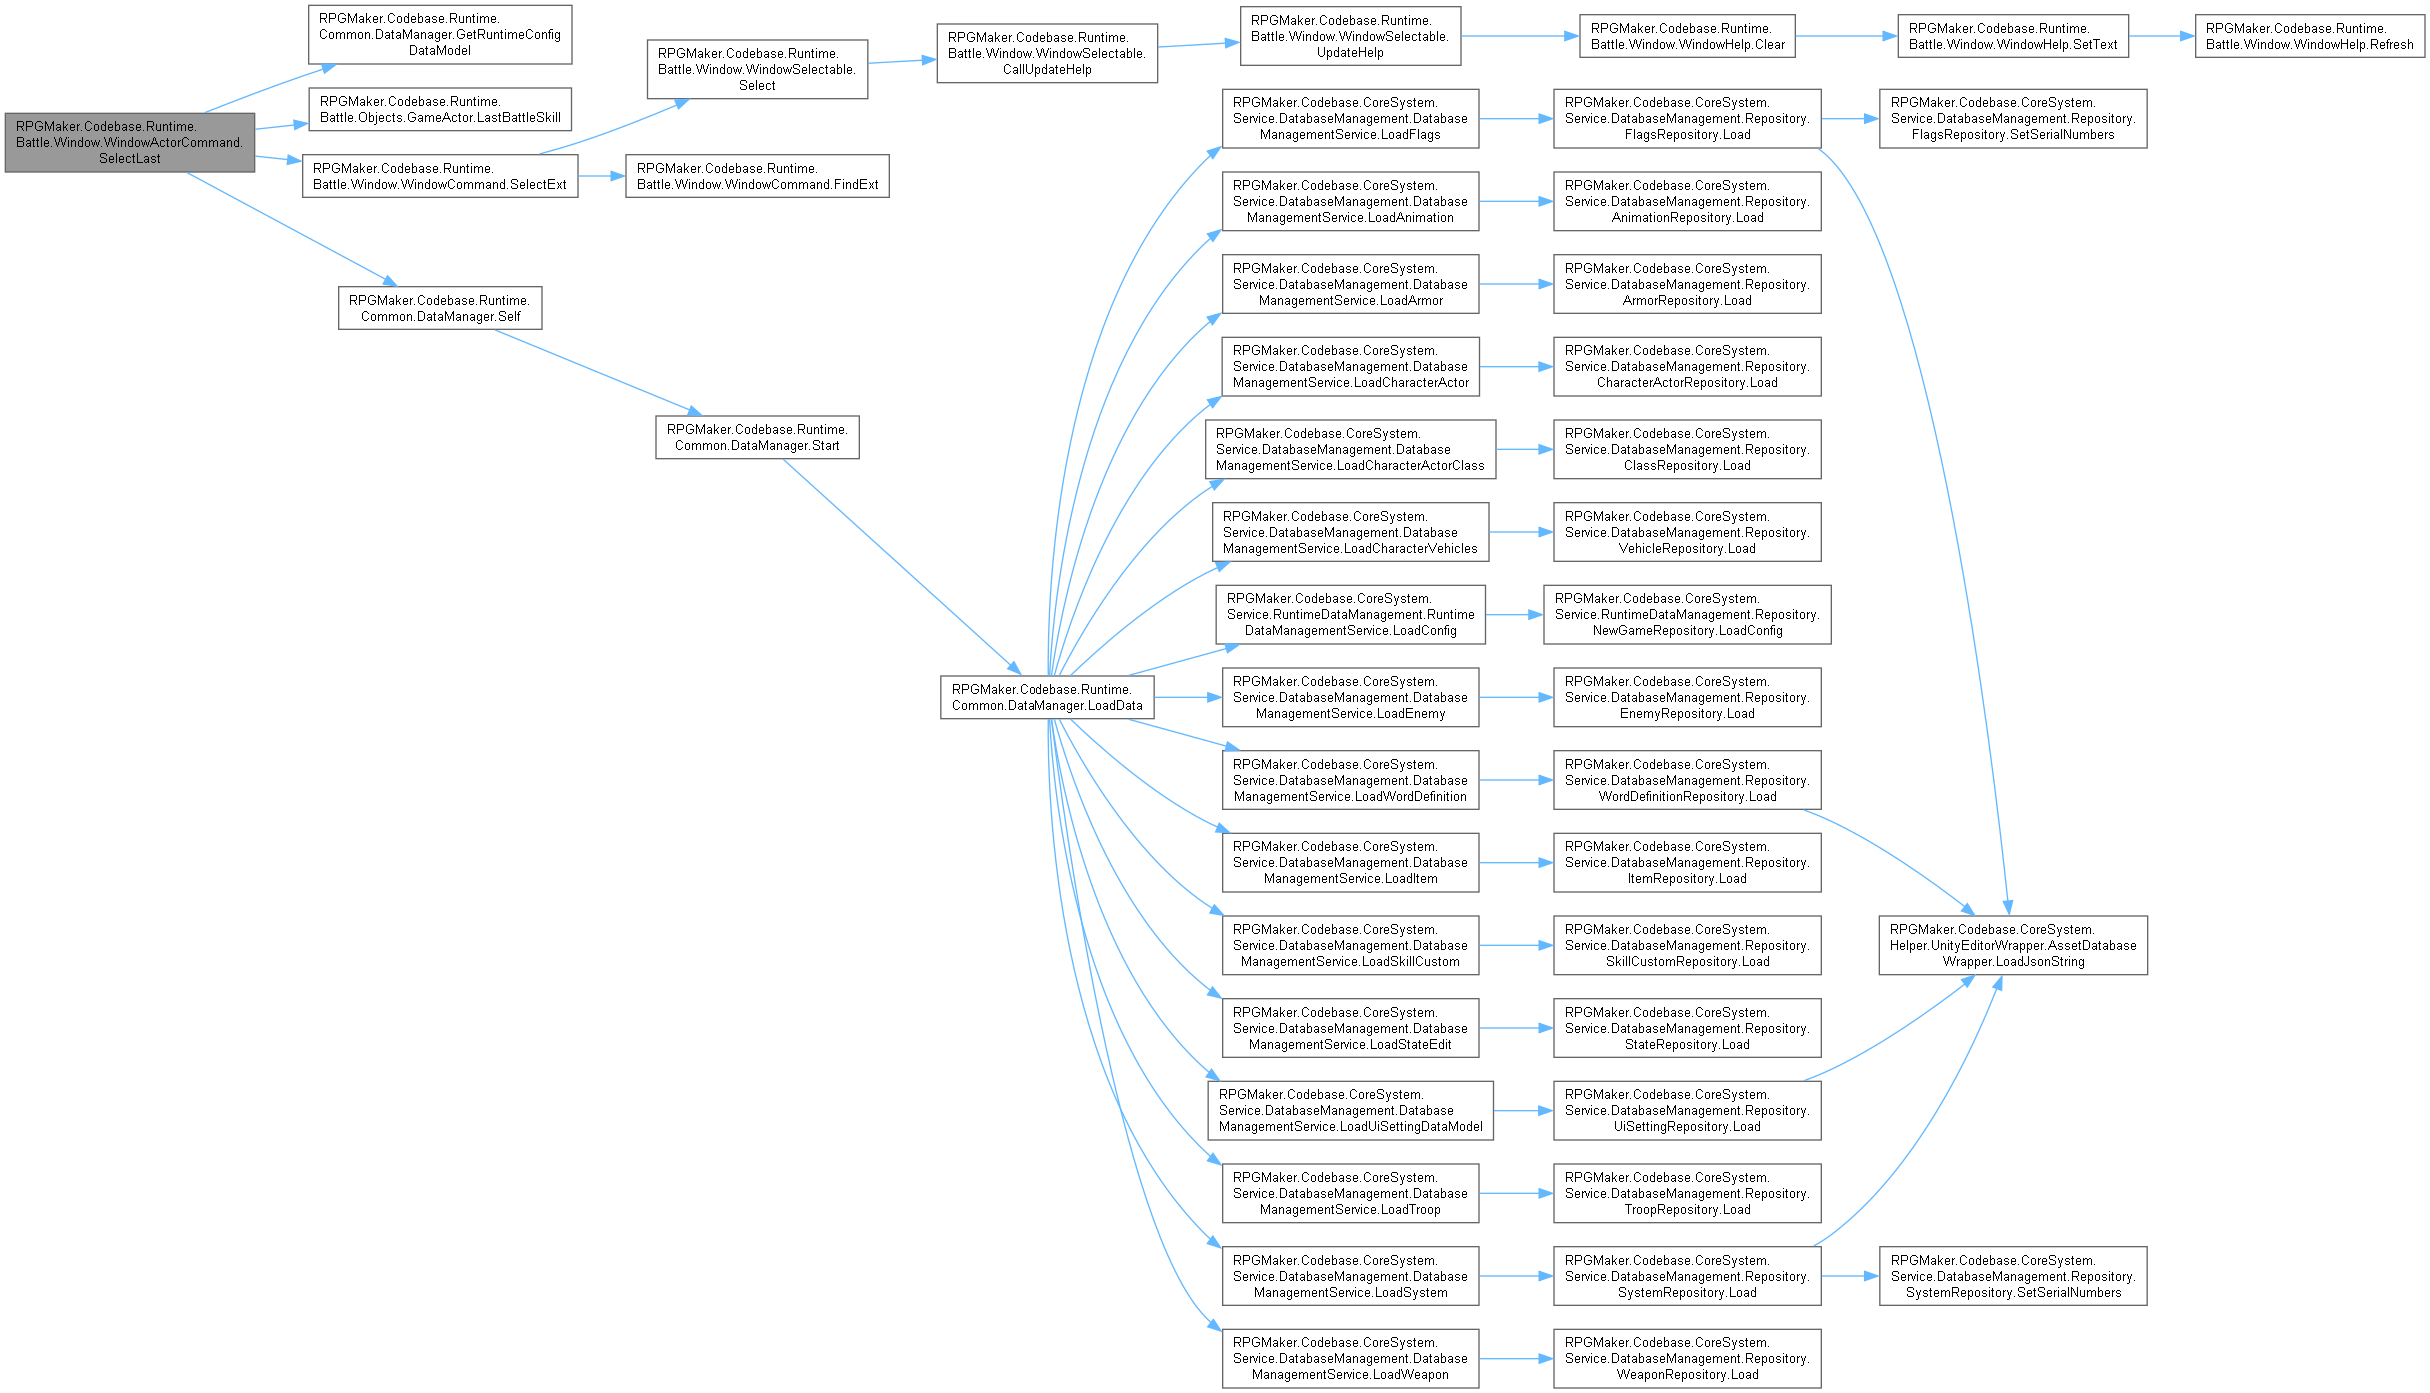 RPGMaker.Codebase.Runtime.
Battle.Window.WindowActorCommand.
SelectLast
RPGMaker.Codebase.Runtime.
Common.DataManager.GetRuntimeConfig
DataModel
RPGMaker.Codebase.Runtime.
Battle.Objects.GameActor.LastBattleSkill
RPGMaker.Codebase.Runtime.
Battle.Window.WindowCommand.SelectExt
RPGMaker.Codebase.Runtime.
Common.DataManager.Self
RPGMaker.Codebase.Runtime.
Battle.Window.WindowSelectable.
Select
RPGMaker.Codebase.Runtime.
Battle.Window.WindowCommand.FindExt
RPGMaker.Codebase.Runtime.
Common.DataManager.Start
RPGMaker.Codebase.Runtime.
Battle.Window.WindowSelectable.
CallUpdateHelp
RPGMaker.Codebase.Runtime.
Common.DataManager.LoadData
RPGMaker.Codebase.Runtime.
Battle.Window.WindowSelectable.
UpdateHelp
RPGMaker.Codebase.Runtime.
Battle.Window.WindowHelp.Clear
RPGMaker.Codebase.Runtime.
Battle.Window.WindowHelp.SetText
RPGMaker.Codebase.Runtime.
Battle.Window.WindowHelp.Refresh
RPGMaker.Codebase.CoreSystem.
Service.DatabaseManagement.Database
ManagementService.LoadFlags
RPGMaker.Codebase.CoreSystem.
Service.DatabaseManagement.Repository.
FlagsRepository.Load
RPGMaker.Codebase.CoreSystem.
Service.DatabaseManagement.Repository.
FlagsRepository.SetSerialNumbers
RPGMaker.Codebase.CoreSystem.
Service.DatabaseManagement.Database
ManagementService.LoadAnimation
RPGMaker.Codebase.CoreSystem.
Service.DatabaseManagement.Repository.
AnimationRepository.Load
RPGMaker.Codebase.CoreSystem.
Service.DatabaseManagement.Database
ManagementService.LoadArmor
RPGMaker.Codebase.CoreSystem.
Service.DatabaseManagement.Repository.
ArmorRepository.Load
RPGMaker.Codebase.CoreSystem.
Service.DatabaseManagement.Database
ManagementService.LoadCharacterActor
RPGMaker.Codebase.CoreSystem.
Service.DatabaseManagement.Repository.
CharacterActorRepository.Load
RPGMaker.Codebase.CoreSystem.
Service.DatabaseManagement.Database
ManagementService.LoadCharacterActorClass
RPGMaker.Codebase.CoreSystem.
Service.DatabaseManagement.Repository.
ClassRepository.Load
RPGMaker.Codebase.CoreSystem.
Service.DatabaseManagement.Database
ManagementService.LoadCharacterVehicles
RPGMaker.Codebase.CoreSystem.
Service.DatabaseManagement.Repository.
VehicleRepository.Load
RPGMaker.Codebase.CoreSystem.
Service.RuntimeDataManagement.Runtime
DataManagementService.LoadConfig
RPGMaker.Codebase.CoreSystem.
Service.RuntimeDataManagement.Repository.
NewGameRepository.LoadConfig
RPGMaker.Codebase.CoreSystem.
Service.DatabaseManagement.Database
ManagementService.LoadEnemy
RPGMaker.Codebase.CoreSystem.
Service.DatabaseManagement.Repository.
EnemyRepository.Load
RPGMaker.Codebase.CoreSystem.
Service.DatabaseManagement.Database
ManagementService.LoadWordDefinition
RPGMaker.Codebase.CoreSystem.
Service.DatabaseManagement.Repository.
WordDefinitionRepository.Load
RPGMaker.Codebase.CoreSystem.
Service.DatabaseManagement.Database
ManagementService.LoadItem
RPGMaker.Codebase.CoreSystem.
Service.DatabaseManagement.Repository.
ItemRepository.Load
RPGMaker.Codebase.CoreSystem.
Service.DatabaseManagement.Database
ManagementService.LoadSkillCustom
RPGMaker.Codebase.CoreSystem.
Service.DatabaseManagement.Repository.
SkillCustomRepository.Load
RPGMaker.Codebase.CoreSystem.
Helper.UnityEditorWrapper.AssetDatabase
Wrapper.LoadJsonString
RPGMaker.Codebase.CoreSystem.
Service.DatabaseManagement.Database
ManagementService.LoadStateEdit
RPGMaker.Codebase.CoreSystem.
Service.DatabaseManagement.Repository.
StateRepository.Load
RPGMaker.Codebase.CoreSystem.
Service.DatabaseManagement.Database
ManagementService.LoadUiSettingDataModel
RPGMaker.Codebase.CoreSystem.
Service.DatabaseManagement.Repository.
UiSettingRepository.Load
RPGMaker.Codebase.CoreSystem.
Service.DatabaseManagement.Database
ManagementService.LoadTroop
RPGMaker.Codebase.CoreSystem.
Service.DatabaseManagement.Repository.
TroopRepository.Load
RPGMaker.Codebase.CoreSystem.
Service.DatabaseManagement.Database
ManagementService.LoadSystem
RPGMaker.Codebase.CoreSystem.
Service.DatabaseManagement.Repository.
SystemRepository.Load
RPGMaker.Codebase.CoreSystem.
Service.DatabaseManagement.Repository.
SystemRepository.SetSerialNumbers
RPGMaker.Codebase.CoreSystem.
Service.DatabaseManagement.Database
ManagementService.LoadWeapon
RPGMaker.Codebase.CoreSystem.
Service.DatabaseManagement.Repository.
WeaponRepository.Load